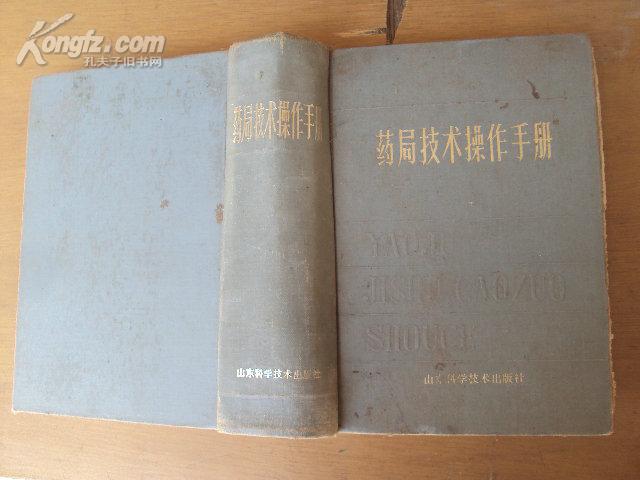 Kongfz.com
孔夫子旧书网
药局技术操作手册
山东科学技术出版社
药局技术操作手册
YAOJU
JISHU CAOZUO
SHOUCE
山东科学技术出版社